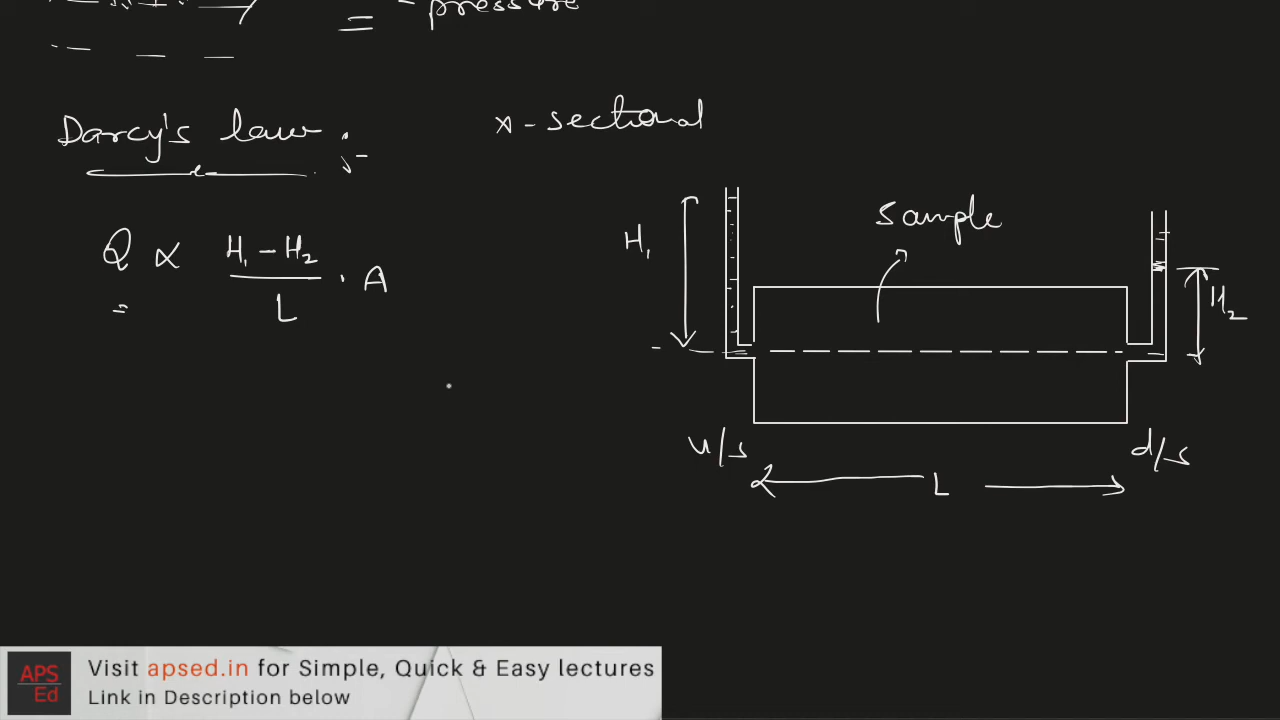 = - pressure
Darcy's law :-
x - sectional
Q ∝ H₁ - H₂ / L . A
=
sample
H₁
H₂
u/s
d/s
L
APS Ed
Visit apsed.in for Simple, Quick & Easy lectures
Link in Description below